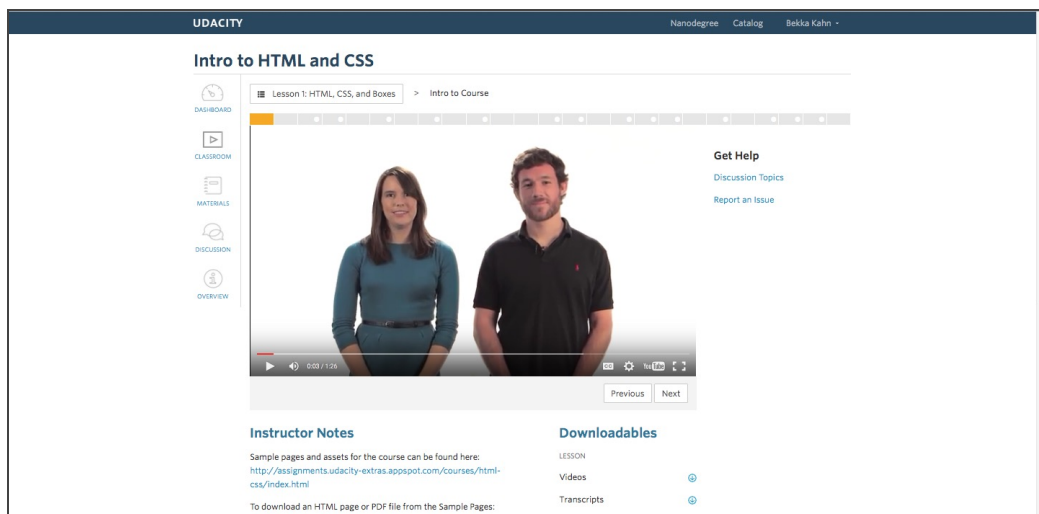 UDACITY
Nanodegree
Catalog
Bekka Kahn
Intro to HTML and CSS
DASHBOARD
CLASSROOM
MATERIALS
DISCUSSION
OVERVIEW
Lesson 1: HTML, CSS, and Boxes > Intro to Course
0:03 / 1:26
CC
YouTube
Previous
Next
Get Help
Discussion Topics
Report an Issue
Instructor Notes
Sample pages and assets for the course can be found here:
http://assignments.udacity-extras.appspot.com/courses/html-
css/index.html
To download an HTML page or PDF file from the Sample Pages:
Downloadables
LESSON
Videos
Transcripts